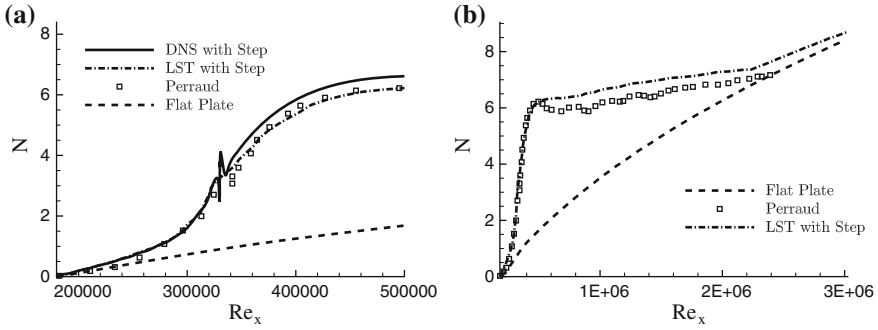 (a)
N
8
6
4
2
0
DNS with Step
LST with Step
Perraud
Flat Plate
200000 300000 400000 500000
Re_x
(b)
N
8
6
4
2
0
Flat Plate
Perraud
LST with Step
1E+06 2E+06 3E+06
Re_x